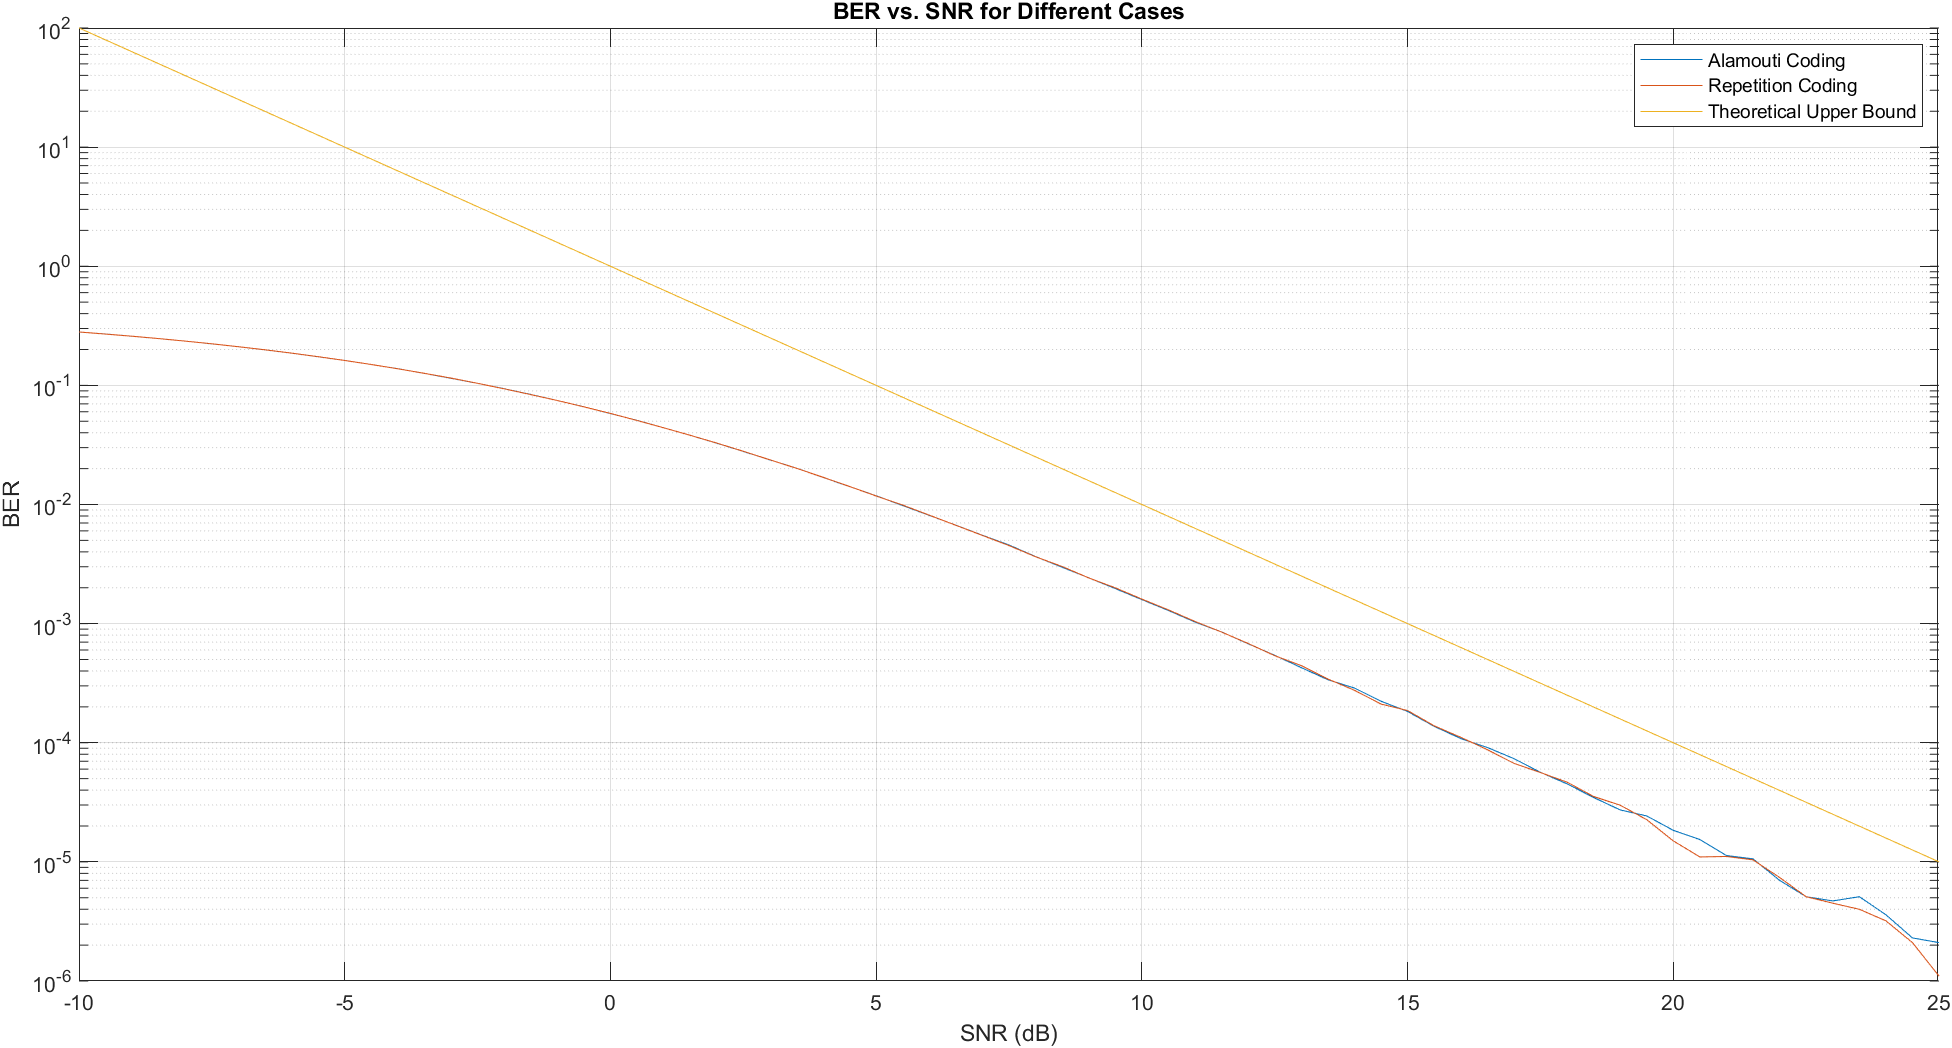 BER vs. SNR for Different Cases
Alamouti Coding
Repetition Coding
Theoretical Upper Bound
BER
10^2
10^1
10^0
10^-1
10^-2
10^-3
10^-4
10^-5
10^-6
-10 -5 0 5 10 15 20 25
SNR (dB)